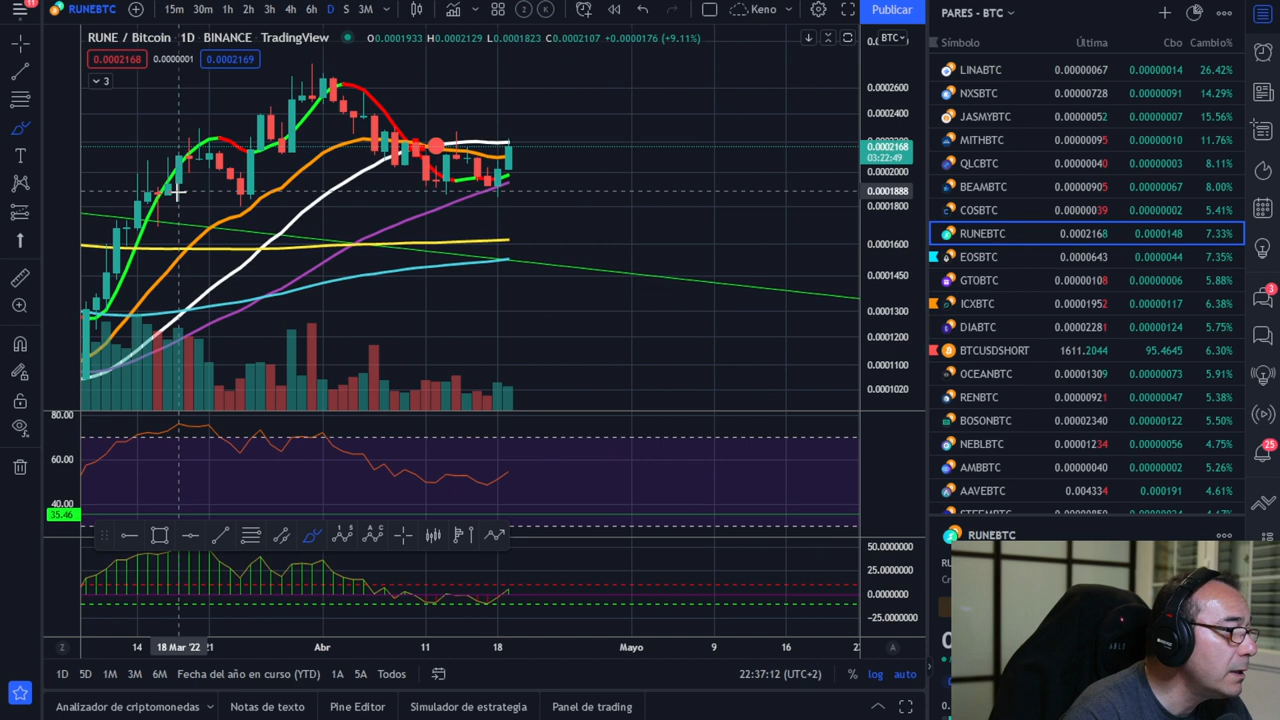 11
RUNEBTC
15m 30m 1h 2h 3h 4h 6h D S 3M
2 K
Keno
Publicar
PARES - BTC
RUNE / Bitcoin · 1D · BINANCE · TradingView
O0.0001933 H0.0002129 L0.0001823 C0.0002107 +0.0000176 (+9.11%)
BTC
0.0002168 0.0000001 0.0002169
3
Símbolo Última Cbo Cambio%
LINABTC 0.00000067 0.00000014 26.42%
NXSBTC 0.00000728 0.00000091 14.29%
JASMYBTC 0.00000052 0.00000007 15.56%
MITHBTC 0.00000095 0.00000016 11.76%
QLCBTC 0.00000040 0.00000003 8.11%
BEAMBTC 0.00000905 0.00000067 8.00%
COSBTC 0.00000039 0.00000002 5.41%
RUNEBTC 0.0002168 0.0000148 7.33%
EOSBTC 0.0000643 0.0000044 7.35%
GTOBTC 0.00000108 0.00000006 5.88%
ICXBTC 0.00001952 0.00000117 6.38%
DIABTC 0.00002281 0.00000124 5.75%
BTCUSDSHORT 1611.2044 95.4645 6.30%
OCEANBTC 0.00001309 0.00000073 5.91%
RENBTC 0.00000921 0.00000047 5.38%
BOSONBTC 0.00002340 0.00000122 5.50%
NEBLBTC 0.00001234 0.00000056 4.75%
AMBBTC 0.00000040 0.00000002 5.26%
AAVEBTC 0.004334 0.000191 4.61%
RUNEBTC
0.0002600
0.0002400
0.0002168
03:22:49
0.0002000
0.0001888
0.0001800
0.0001600
0.0001450
0.0001300
0.0001200
0.0001100
0.0001020
80.00
60.00
40.00
35.46
50.0000000
25.0000000
0.0000000
−25.0000000
3
25
14 18 Mar '22 21 Abr 11 18 Mayo 9 16
Z A
1D 5D 1M 3M 6M Fecha del año en curso (YTD) 1A 5A Todos
22:37:12 (UTC+2) % log auto
Analizador de criptomonedas Notas de texto Pine Editor Simulador de estrategia Panel de trading